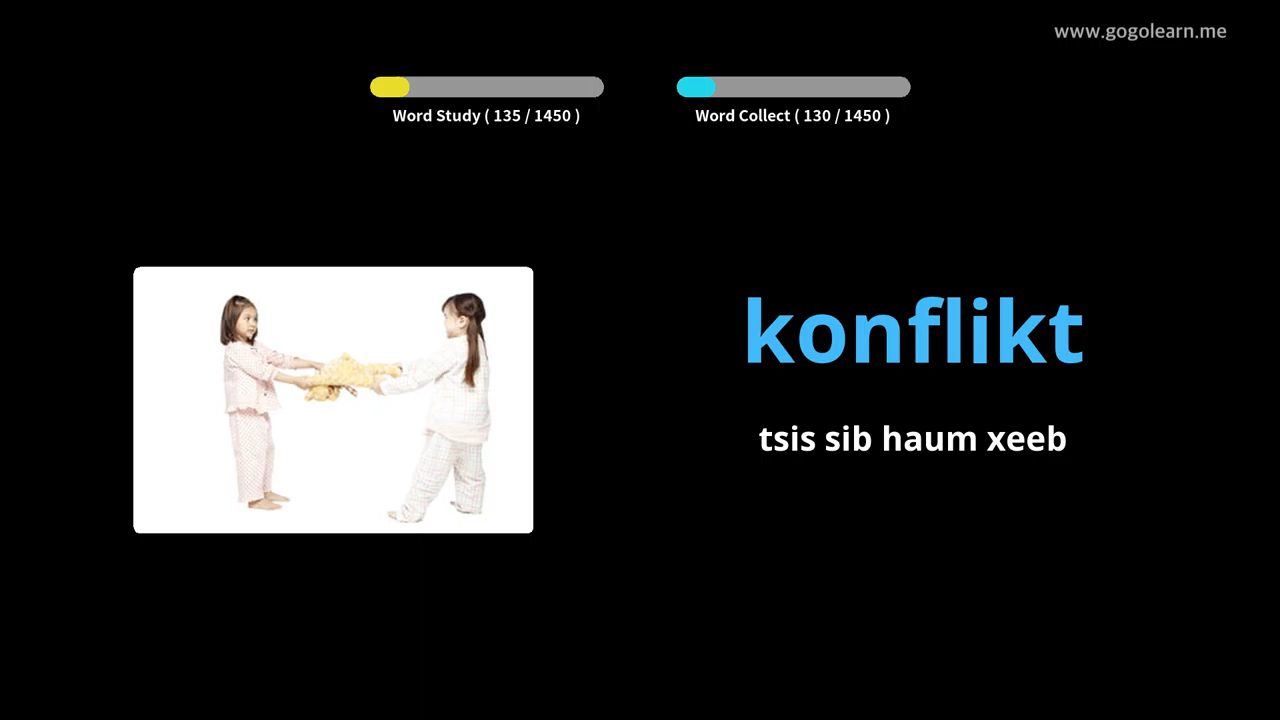 www.gogolearn.me
Word Study ( 135 / 1450 )
Word Collect ( 130 / 1450 )
konflikt
tsis sib haum xeeb